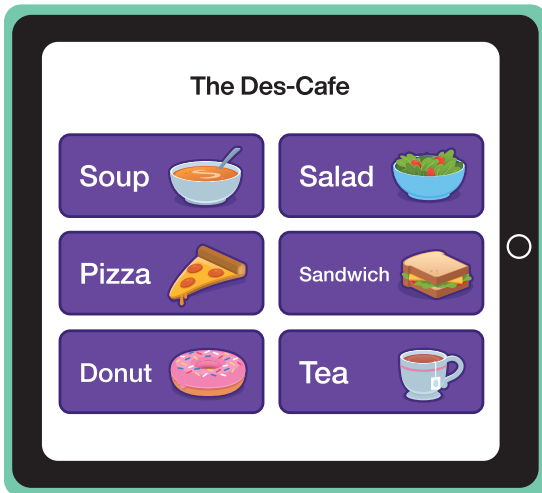 The Des-Cafe
Soup
Salad
Pizza
Sandwich
Donut
Tea